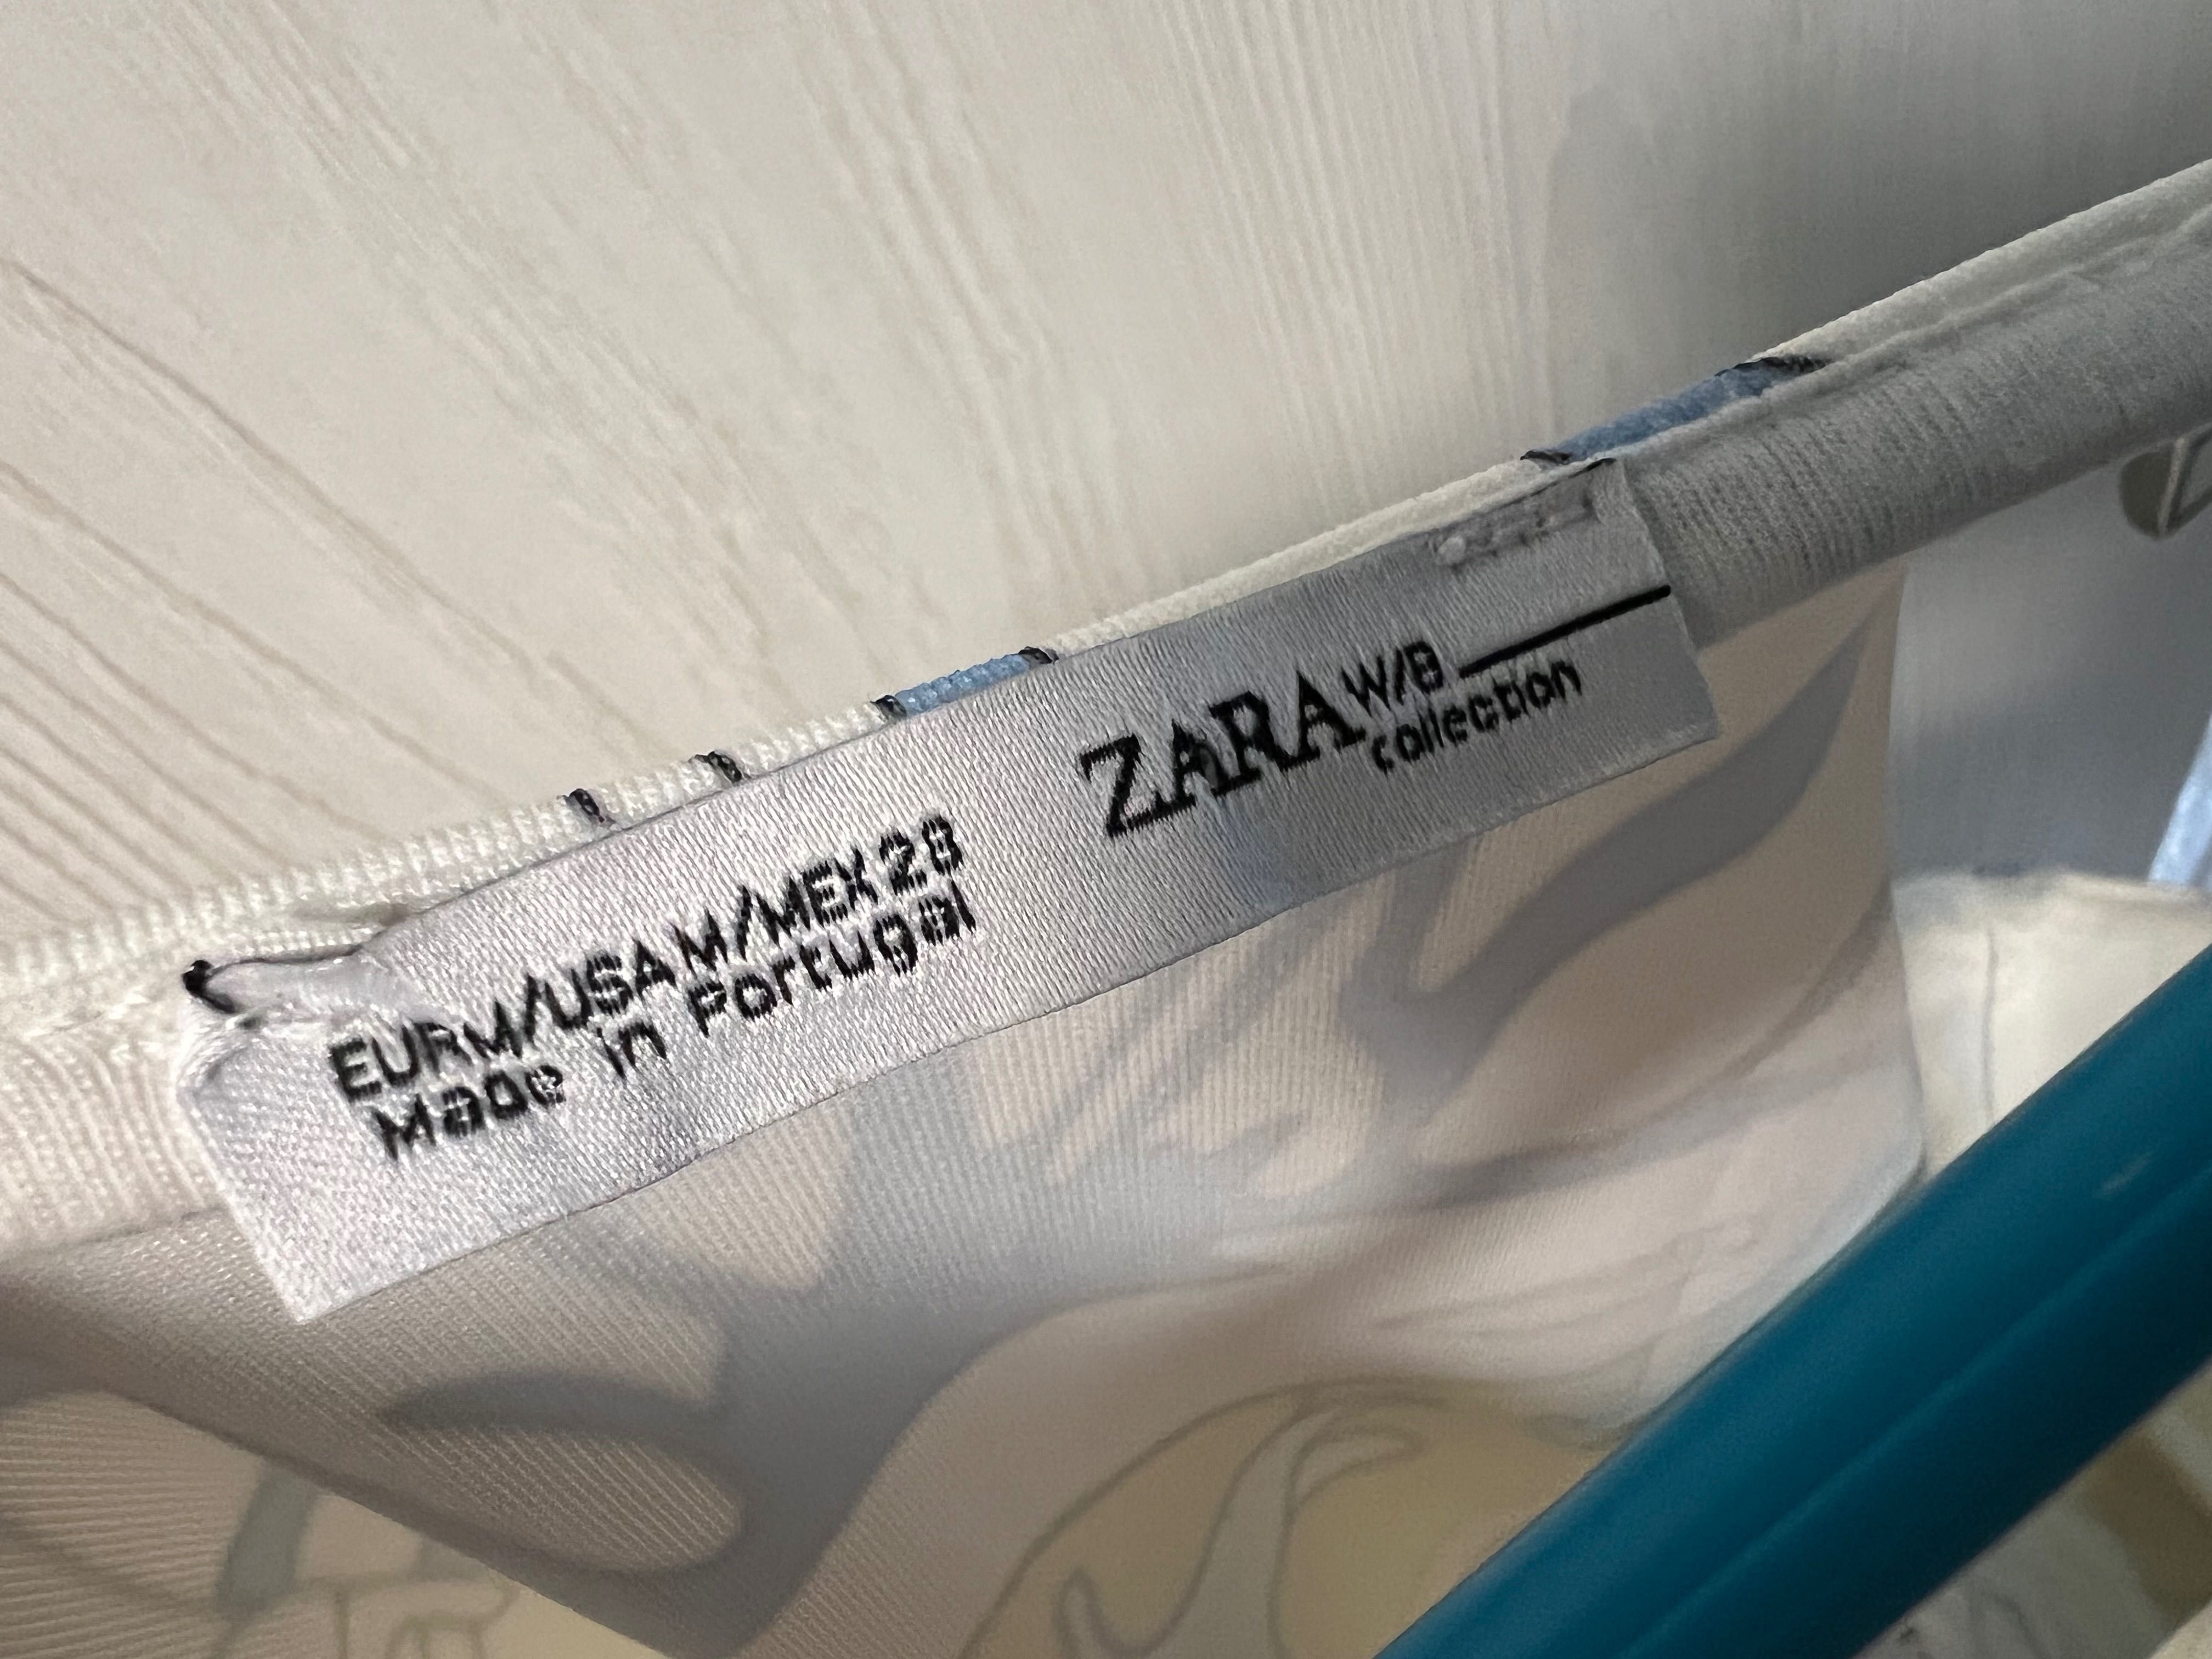 ZARA W/B
collection
EUR M/USA M/MEX 28
Made in Portugal